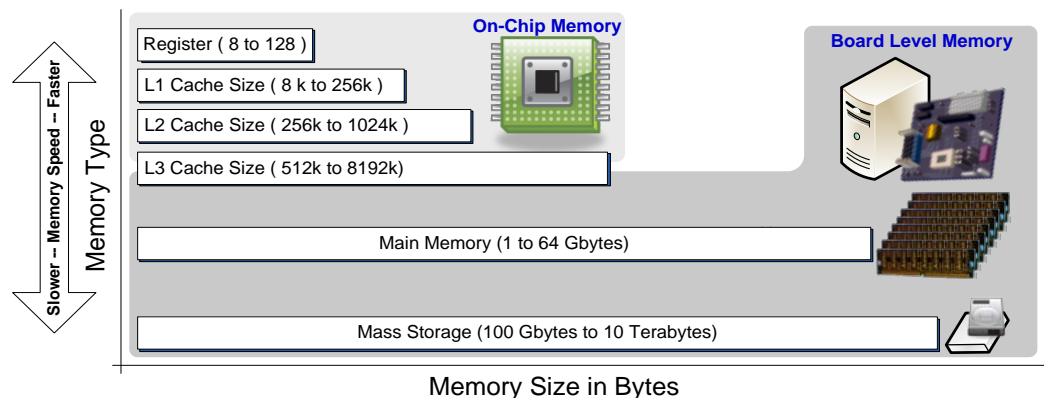 On-Chip Memory
Board Level Memory
Register ( 8 to 128 )
L1 Cache Size ( 8 k to 256k )
L2 Cache Size ( 256k to 1024k )
L3 Cache Size ( 512k to 8192k)
Main Memory (1 to 64 Gbytes)
Mass Storage (100 Gbytes to 10 Terabytes)
Slower -- Memory Speed -- Faster
Memory Type
Memory Size in Bytes